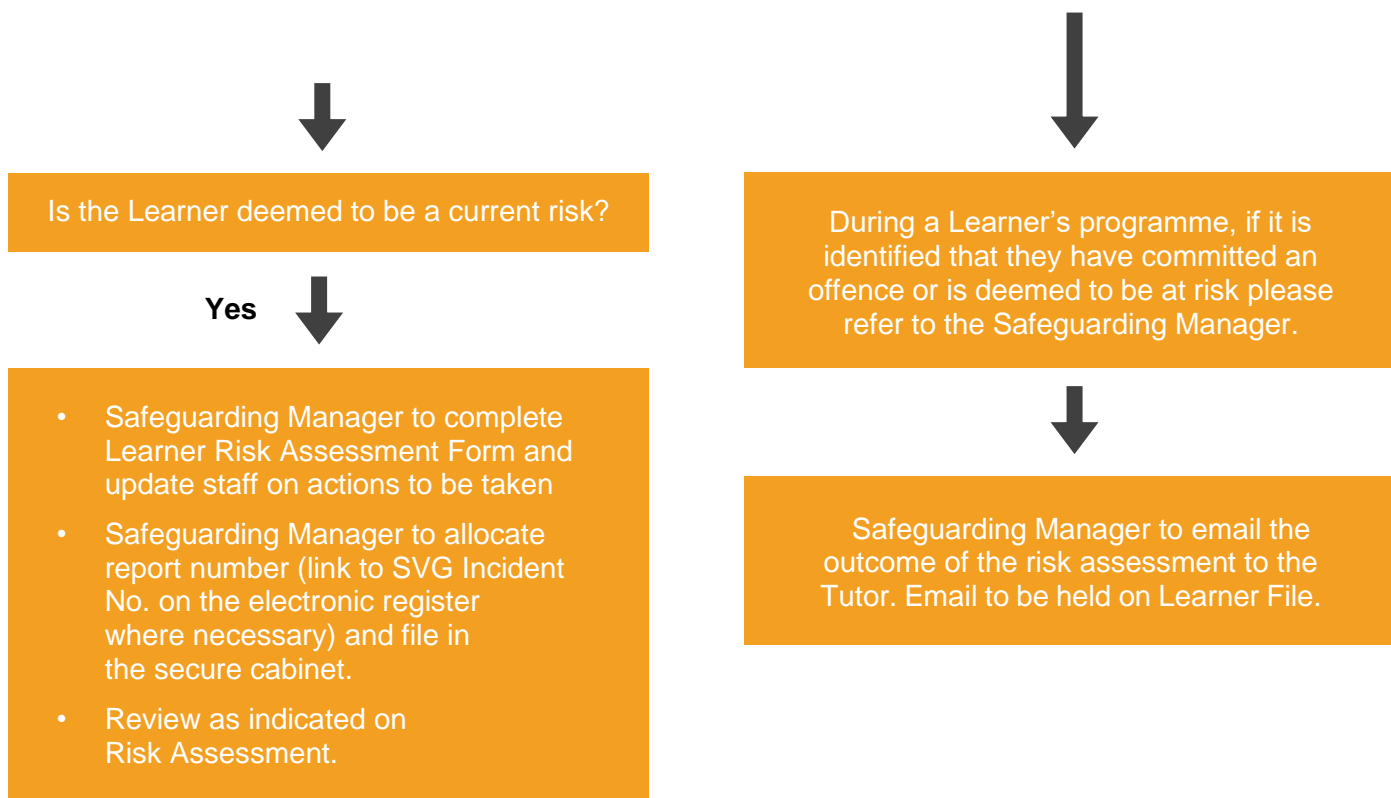 Is the Learner deemed to be a current risk?
Yes
• Safeguarding Manager to complete
Learner Risk Assessment Form and
update staff on actions to be taken
• Safeguarding Manager to allocate
report number (link to SVG Incident
No. on the electronic register
where necessary) and file in
the secure cabinet.
• Review as indicated on
Risk Assessment.
During a Learner’s programme, if it is
identified that they have committed an
offence or is deemed to be at risk please
refer to the Safeguarding Manager.
Safeguarding Manager to email the
outcome of the risk assessment to the
Tutor. Email to be held on Learner File.